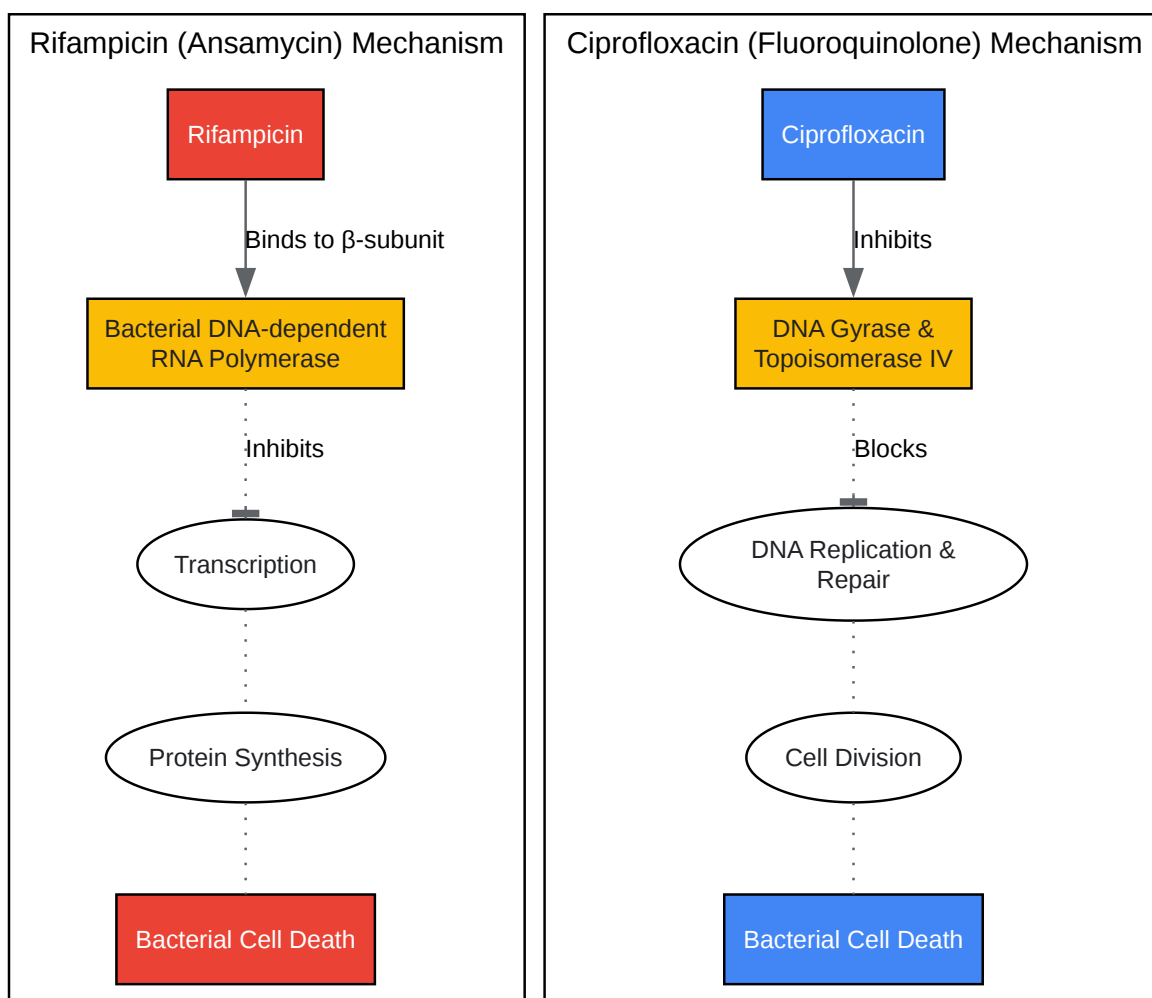 Rifampicin (Ansamycin) Mechanism
Rifampicin
Binds to β-subunit
Bacterial DNA-dependent
RNA Polymerase
Inhibits
Transcription
Protein Synthesis
Bacterial Cell Death
Ciprofloxacin (Fluoroquinolone) Mechanism
Ciprofloxacin
Inhibits
DNA Gyrase &
Topoisomerase IV
Blocks
DNA Replication &
Repair
Cell Division
Bacterial Cell Death